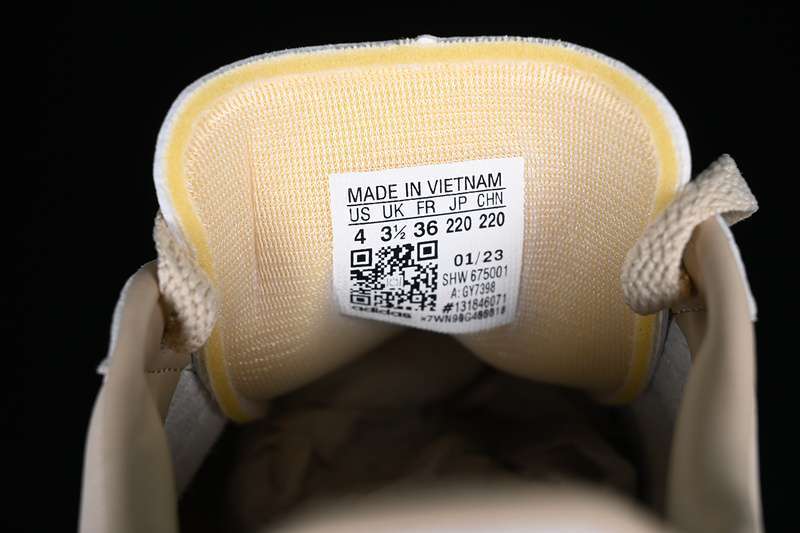 MADE IN VIETNAM
US UK FR JP CHN
4 3½ 36 220 220
01/23
SHW 675001
A: GY7398
#131846071
adidas